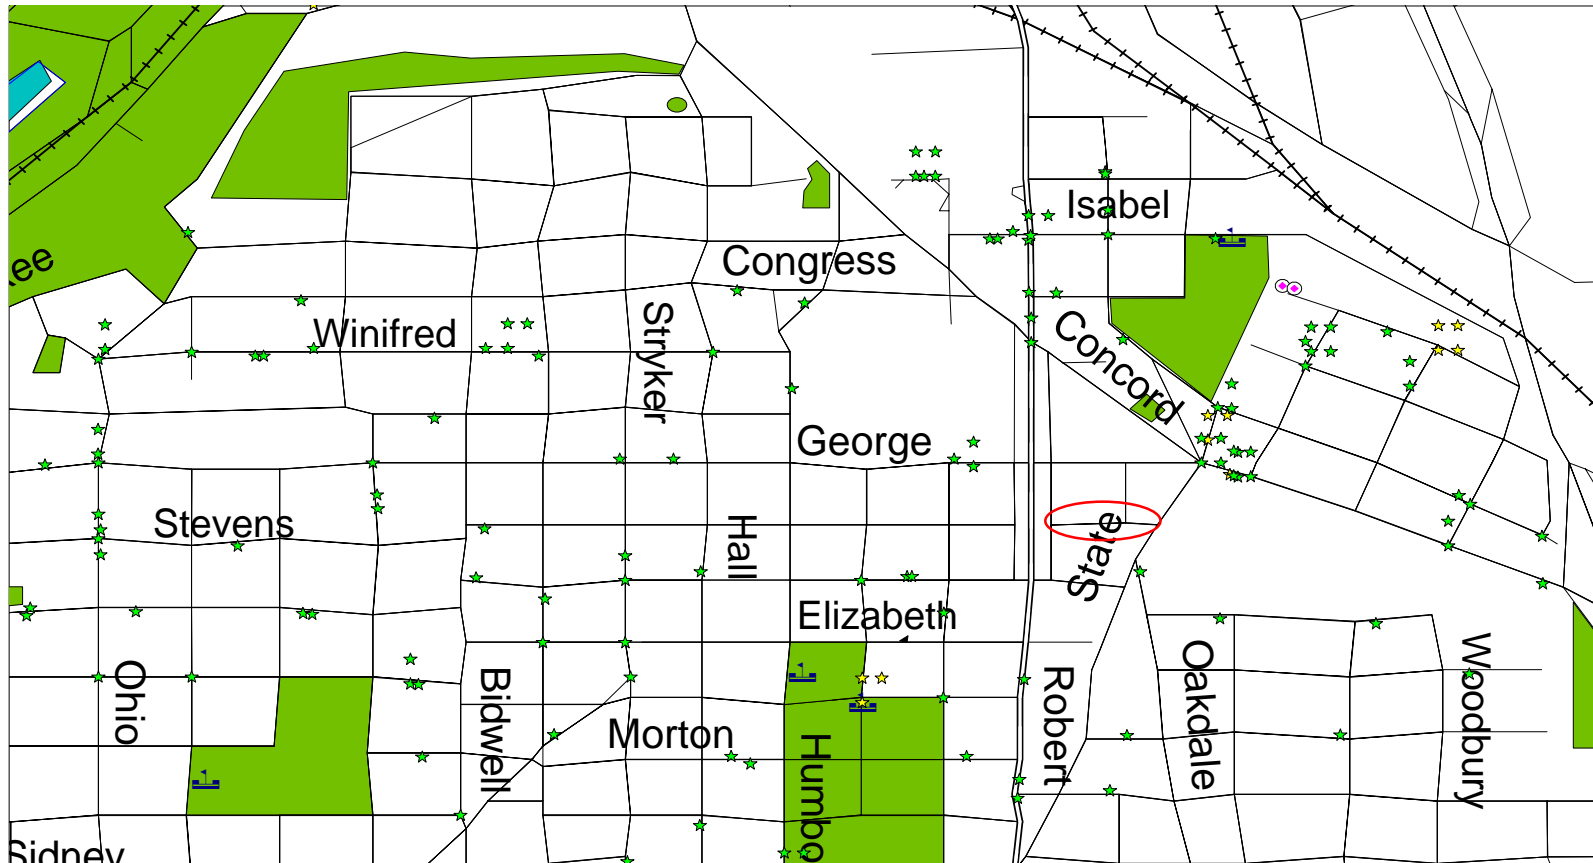 Isabel
Congress
ee
Winifred
Stryker
Concord
George
Stevens
Hall
State
Elizabeth
Ohio
Bidwell
Morton
Humbo
Robert
Oakdale
Woodbury
Sidney